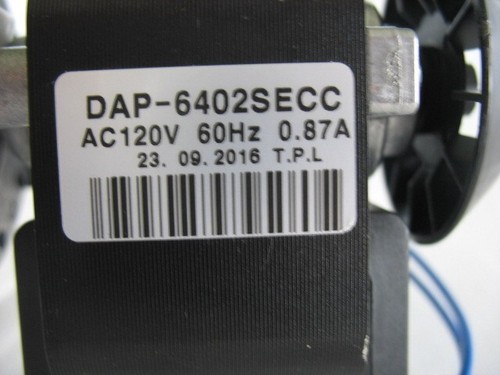 DAP-6402SECC
AC120V 60Hz 0.87A
23. 09. 2016 T.P.L